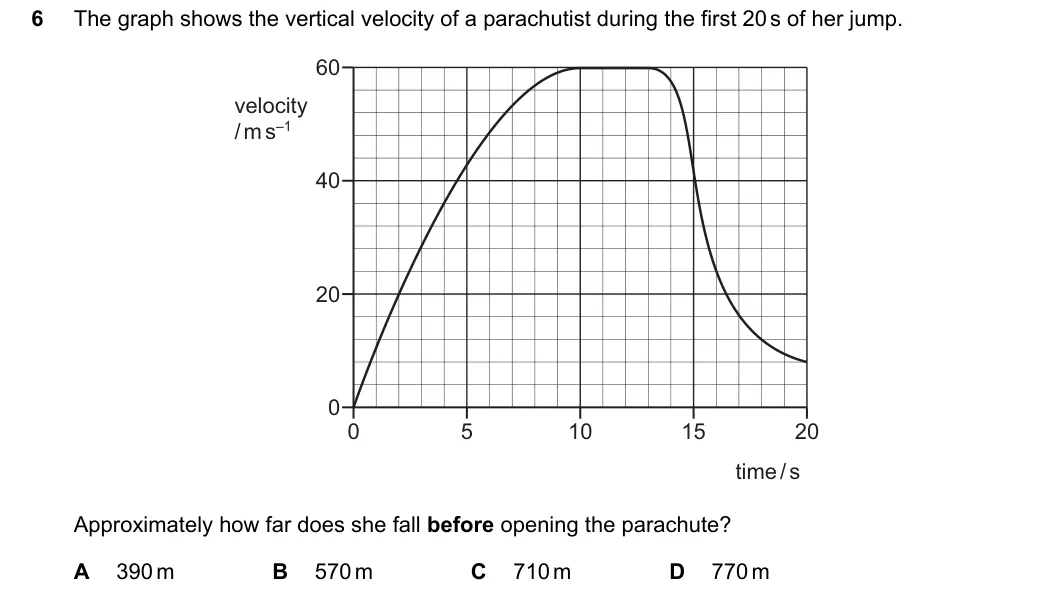 6 The graph shows the vertical velocity of a parachutist during the first 20 s of her jump.
60
velocity
/ m s–1
40
20
0
0 5 10 15 20
time / s
Approximately how far does she fall before opening the parachute?
A 390 m B 570 m C 710 m D 770 m